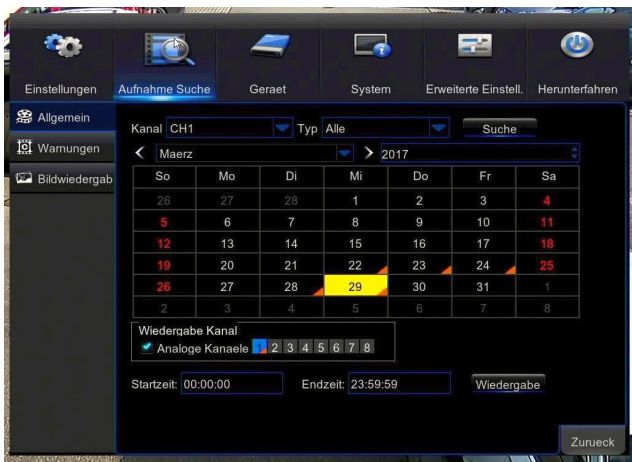 Einstellungen Aufnahme Suche Geraet System Erweiterte Einstell. Herunterfahren
Allgemein
Warnungen
Bildwiedergab
Kanal CH1 Typ Alle Suche
Maerz 2017
So Mo Di Mi Do Fr Sa
26 27 28 1 2 3 4
5 6 7 8 9 10 11
12 13 14 15 16 17 18
19 20 21 22 23 24 25
26 27 28 29 30 31 1
2 3 4 5 6 7 8
Wiedergabe Kanal
Analoge Kanaele 1 2 3 4 5 6 7 8
Startzeit: 00:00:00 Endzeit: 23:59:59 Wiedergabe
Zurueck